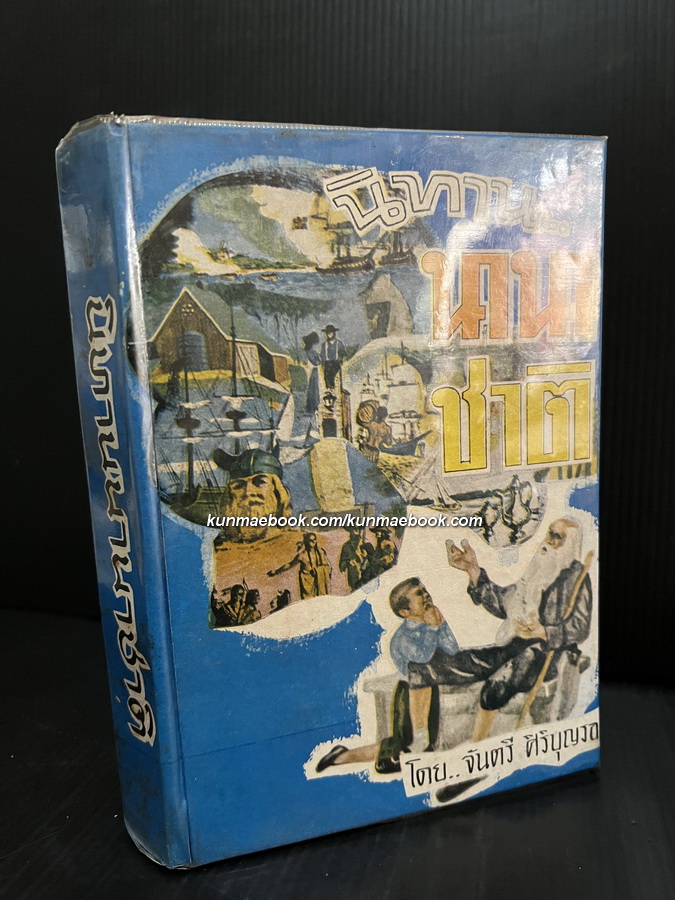 นิทาน..
นานา
ชาติ
นิทานนานาชาติ
kunmaebook.com/kunmaebook.com
โดย.. จันตรี ศิริบุญรอด